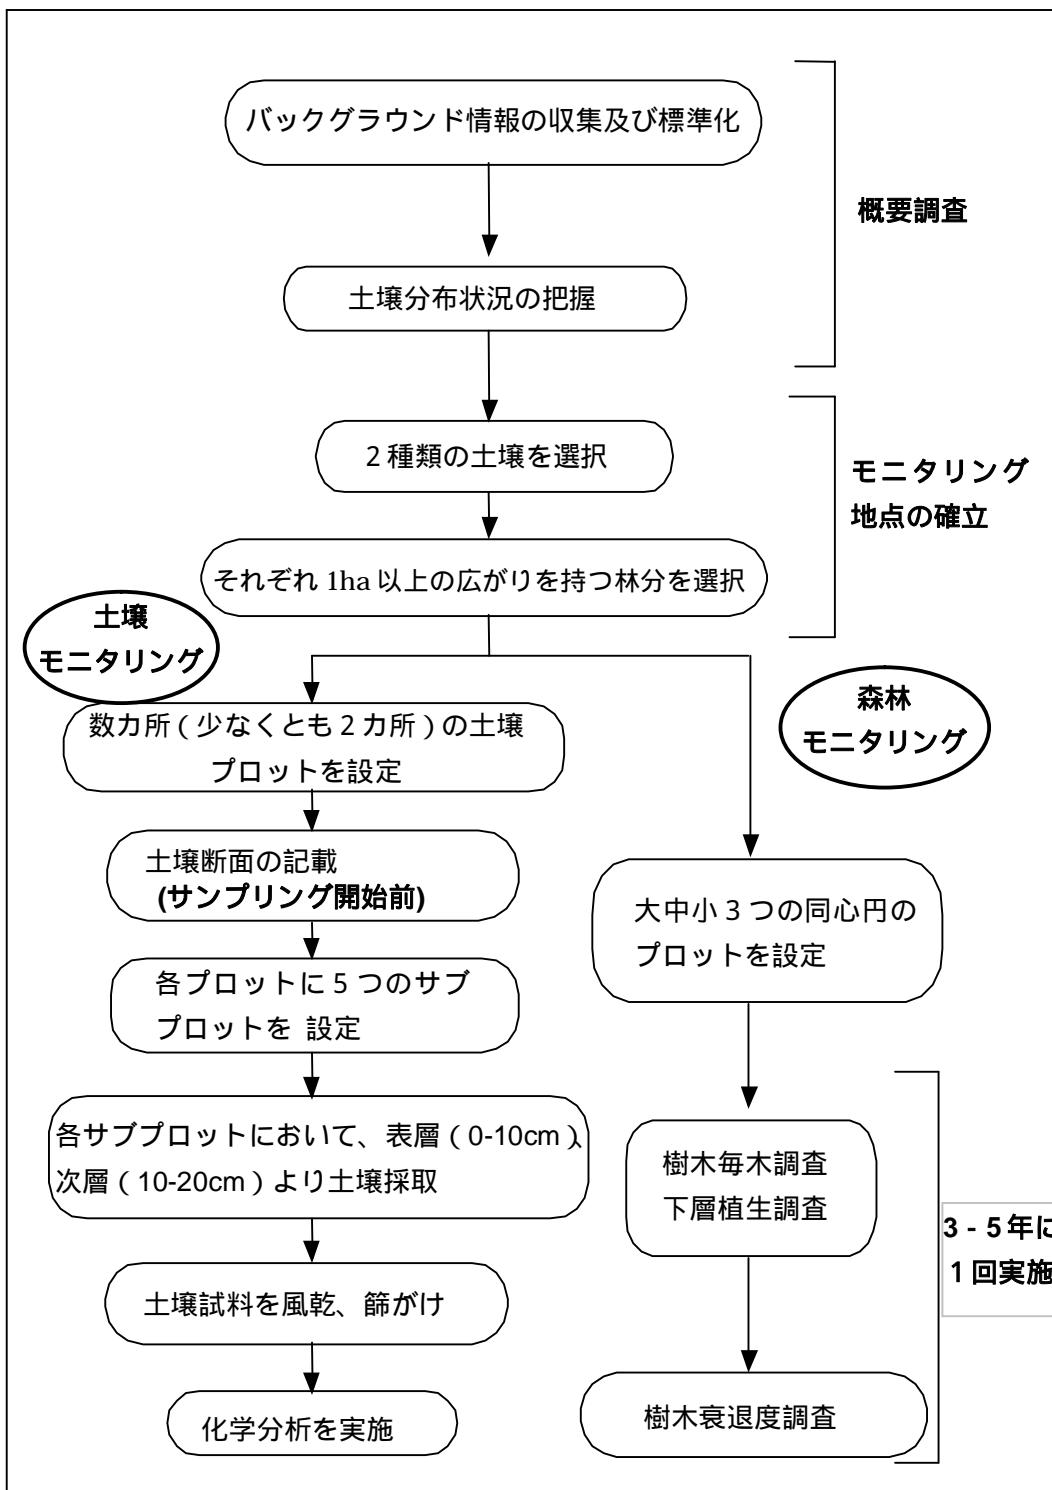 バックグラウンド情報の収集及び標準化
概要調査
土壌分布状況の把握
2種類の土壌を選択
モニタリング
地点の確立
それぞれ 1ha 以上の広がりを持つ林分を選択
土壌
モニタリング
森林
モニタリング
数カ所（少なくとも2カ所）の土壌
プロットを設定
土壌断面の記載
(サンプリング開始前)
各プロットに5つのサブ
プロットを 設定
各サブプロットにおいて、表層（0-10cm）、
次層（10-20cm）より土壌採取
土壌試料を風乾、篩がけ
化学分析を実施
大中小3つの同心円の
プロットを設定
樹木毎木調査
下層植生調査
樹木衰退度調査
3 - 5年に
1回実施